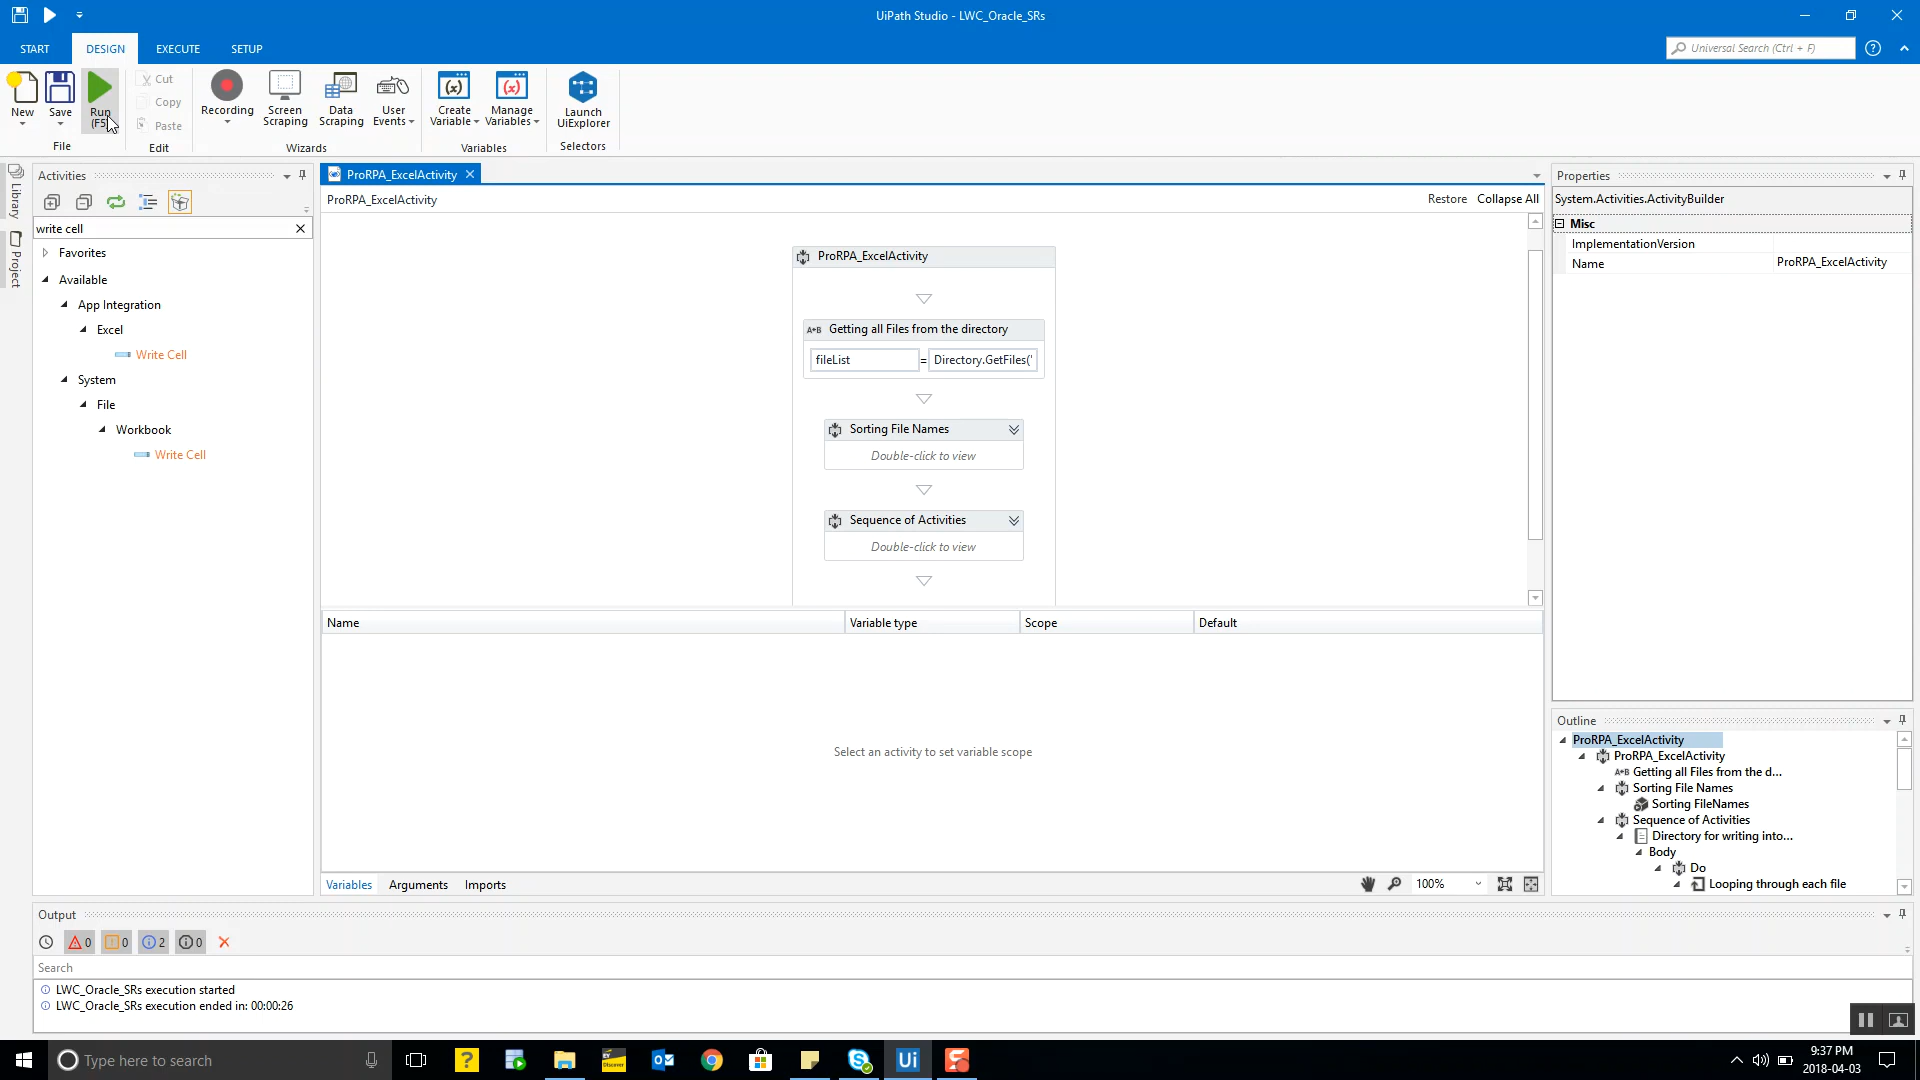 UiPath Studio - LWC_Oracle_SRs
START
DESIGN
EXECUTE
SETUP
Universal Search (Ctrl + F)
New
Save
Run
(F5)
File
Cut
Copy
Paste
Edit
Recording
Screen
Scraping
Data
Scraping
User
Events
Wizards
Create
Variable
Manage
Variables
Variables
Launch
UiExplorer
Selectors
Library
Project
Activities
write cell
Favorites
Available
App Integration
Excel
Write Cell
System
File
Workbook
Write Cell
ProRPA_ExcelActivity
ProRPA_ExcelActivity
Restore
Collapse All
ProRPA_ExcelActivity
A+B Getting all Files from the directory
fileList = Directory.GetFiles('
Sorting File Names
Double-click to view
Sequence of Activities
Double-click to view
Name
Variable type
Scope
Default
Select an activity to set variable scope
Variables
Arguments
Imports
100%
Properties
System.Activities.ActivityBuilder
Misc
ImplementationVersion
Name ProRPA_ExcelActivity
Outline
ProRPA_ExcelActivity
ProRPA_ExcelActivity
A+B Getting all Files from the d...
Sorting File Names
Sorting FileNames
Sequence of Activities
Directory for writing into...
Body
Do
Looping through each file
Output
0
0
2
0
Search
LWC_Oracle_SRs execution started
LWC_Oracle_SRs execution ended in: 00:00:26
Type here to search
Ui
9:37 PM
2018-04-03